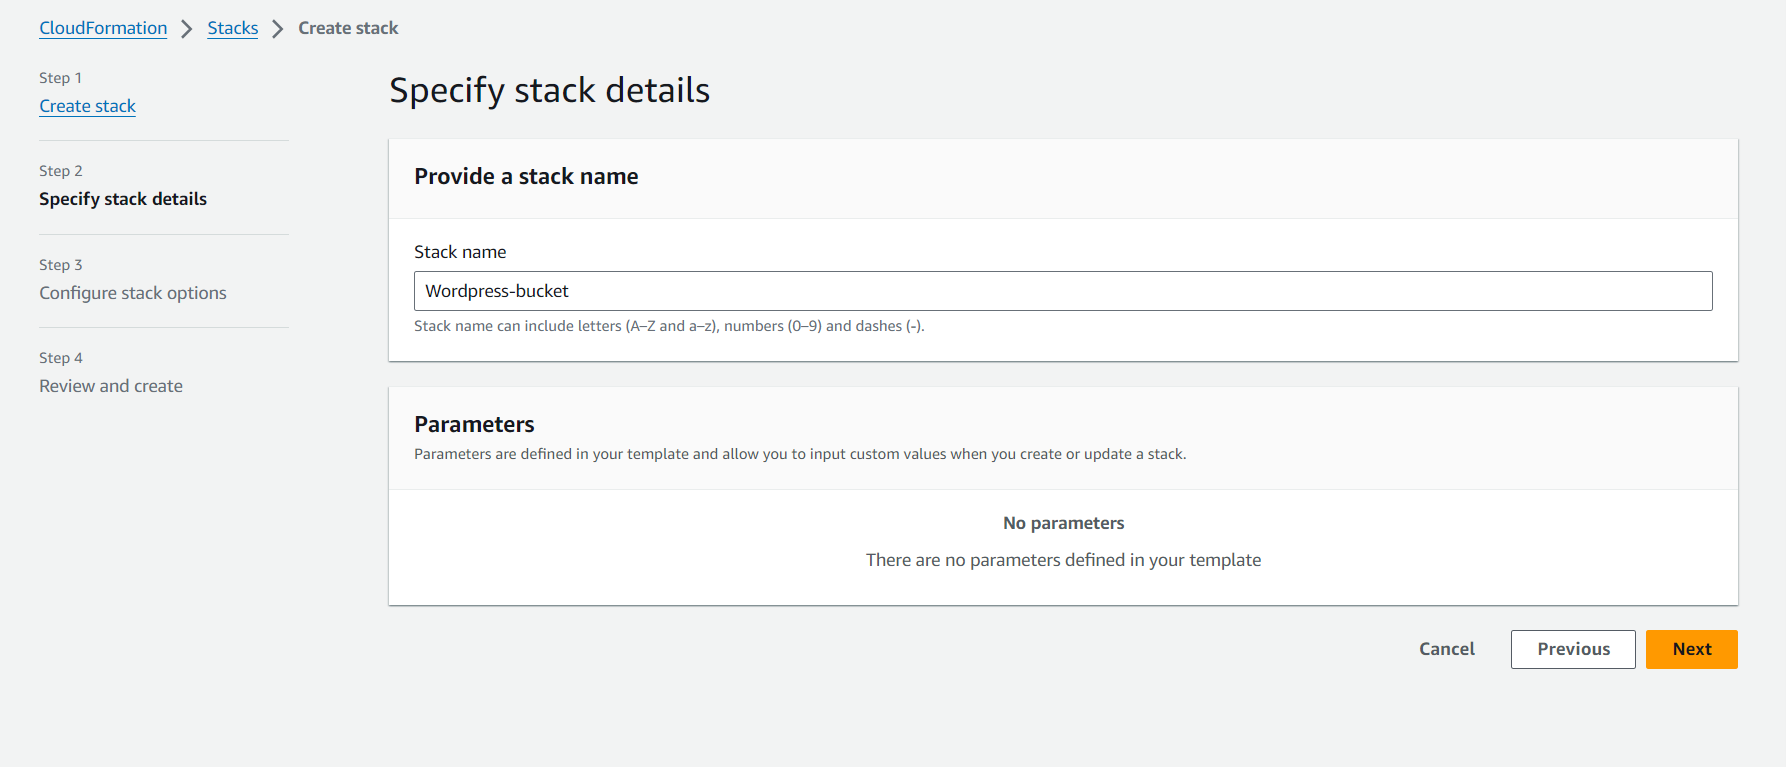 CloudFormation > Stacks > Create stack
Step 1
Create stack
Step 2
Specify stack details
Step 3
Configure stack options
Step 4
Review and create
Specify stack details
Provide a stack name
Stack name
Wordpress-bucket
Stack name can include letters (A–Z and a–z), numbers (0–9) and dashes (-).
Parameters
Parameters are defined in your template and allow you to input custom values when you create or update a stack.
No parameters
There are no parameters defined in your template
Cancel Previous Next